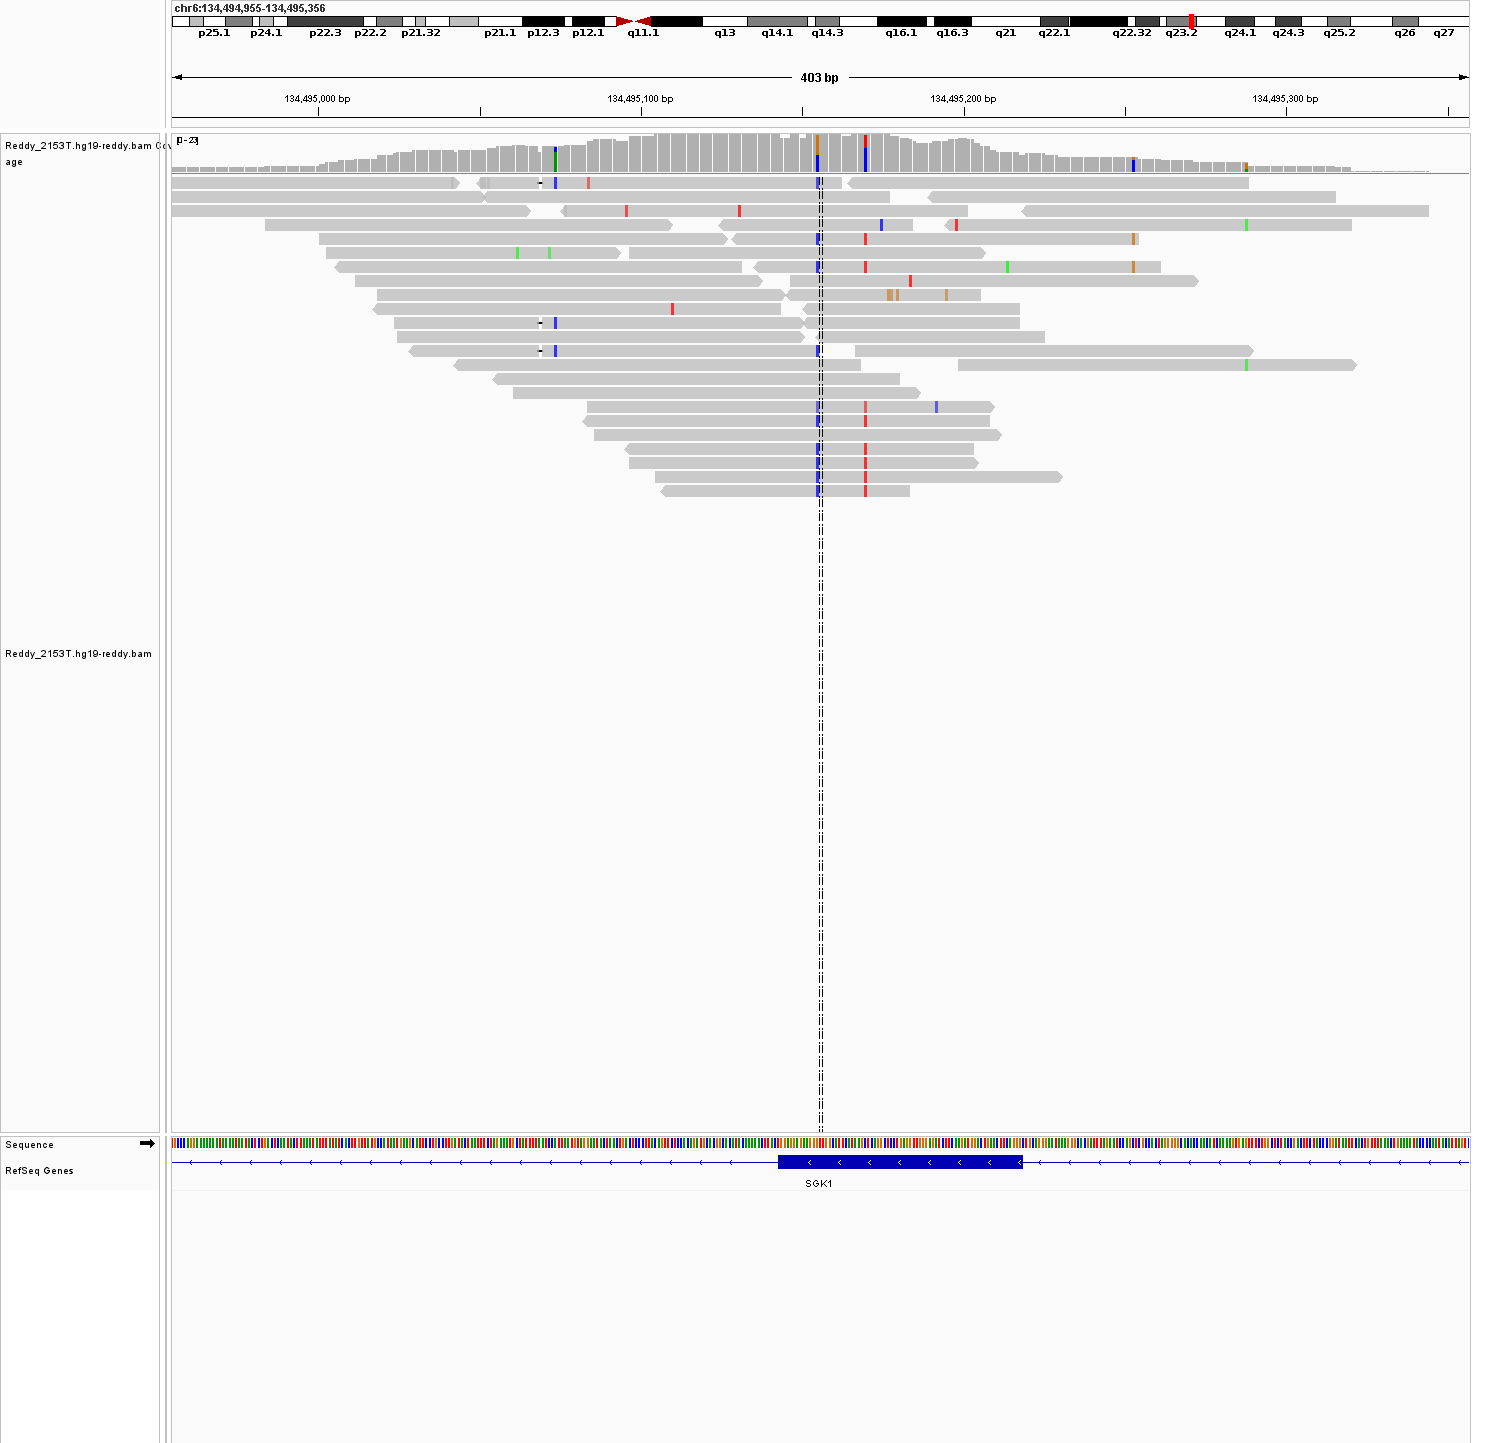 chr6:134,494,955-134,495,356
p25.1 p24.1 p22.3 p22.2 p21.32 p21.1 p12.3 p12.1 q11.1 q13 q14.1 q14.3 q16.1 q16.3 q21 q22.1 q22.32 q23.2 q24.1 q24.3 q25.2 q26 q27
403 bp
134,495,000 bp 134,495,100 bp 134,495,200 bp 134,495,300 bp
Reddy_2153T.hg19-reddy.bam Cov
age
[0-23]
Reddy_2153T.hg19-reddy.bam
Sequence
RefSeq Genes
SGK1